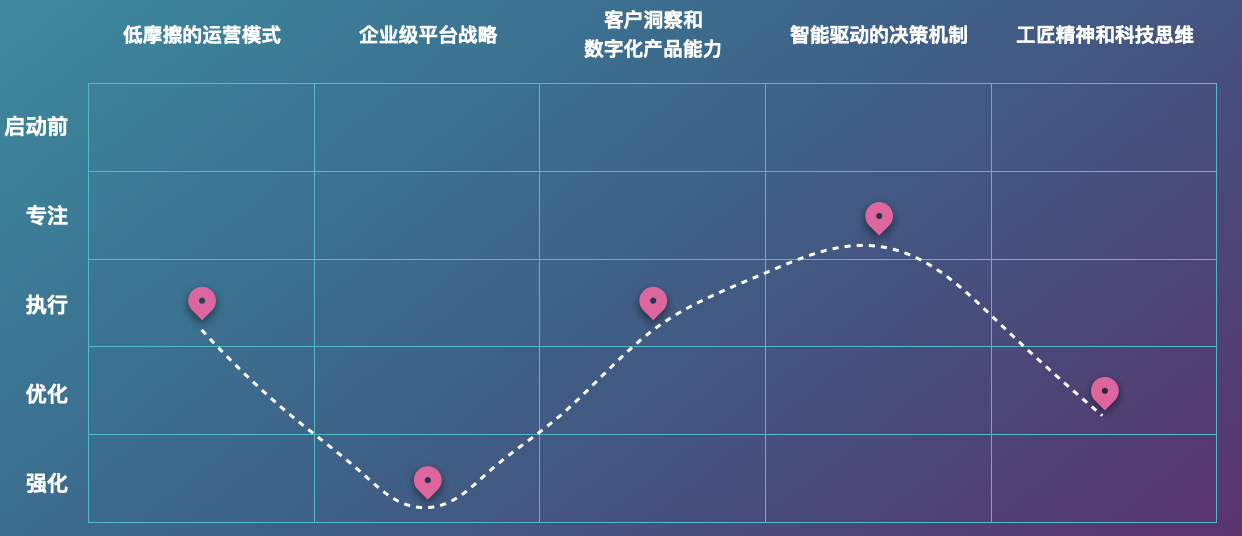 低摩擦的运营模式
企业级平台战略
客户洞察和
数字化产品能力
智能驱动的决策机制
工匠精神和科技思维
启动前
专注
执行
优化
强化